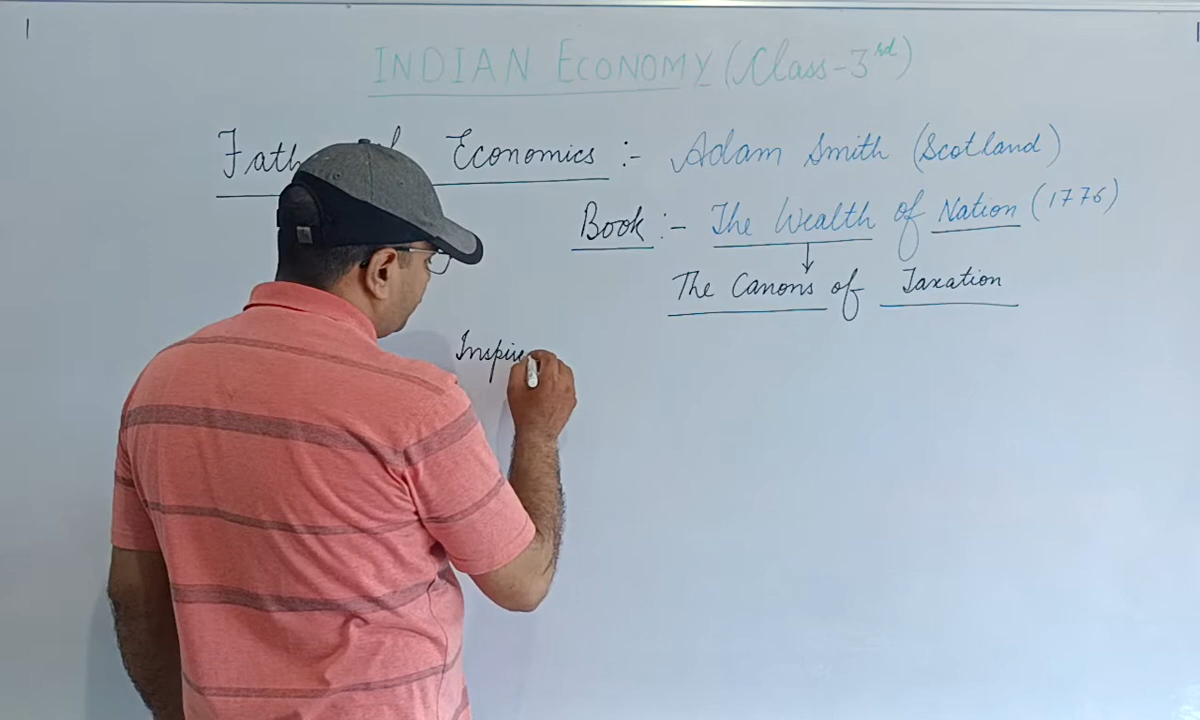 INDIAN ECONOMY (Class-3rd)
Economics :- Adam Smith (Scotland)
Book :- The Wealth of Nation (1776)
The Canons of Taxation